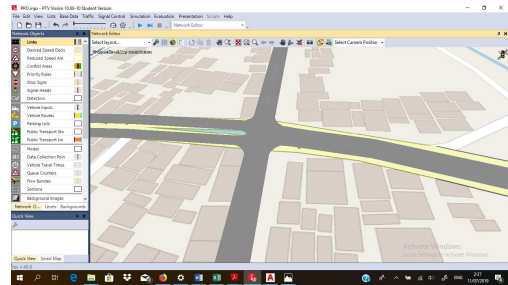 PRO.inpx - PTV Vissim 10.00-10 Student Version
File Edit View Lists Base Data Traffic Signal Control Simulation Evaluation Presentation Scripts Help
Network Editor
Network Objects
Network Editor
Select layout...
Select Camera Position
Links
Desired Speed Decis
Reduced Speed Are
Conflict Areas
Priority Rules
Stop Signs
Signal Heads
Detectors
Vehicle Inputs
Vehicle Routes
Parking Lots
Public Transport Sto
Public Transport Lin
Nodes
Data Collection Poin
Vehicle Travel Times
Queue Counters
Flow Bundles
Sections
Background Images
Network O... Levels Backgrounds
Quick View
Quick View Smart Map
Activate Windows
Go to Settings to activate Windows.
ENG
2:37
11/07/2019